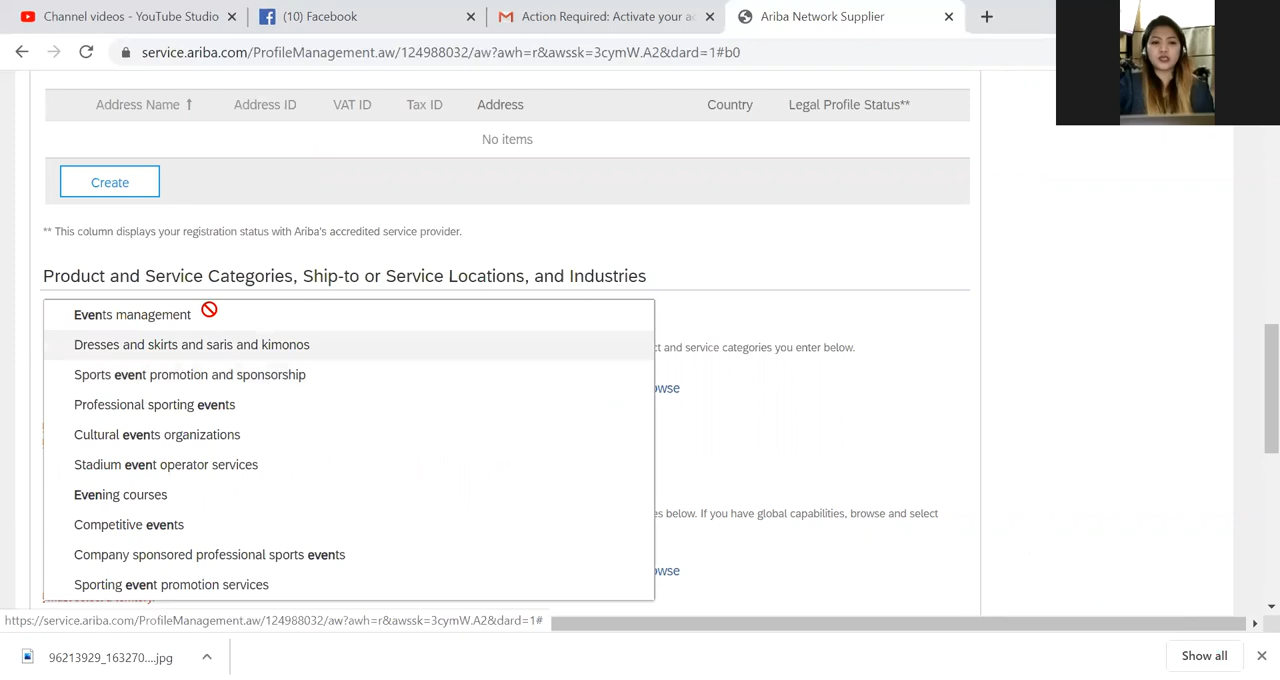 Channel videos - YouTube Studio
(10) Facebook
Action Required: Activate your ac
Ariba Network Supplier
service.ariba.com/ProfileManagement.aw/124988032/aw?awh=r&awssk=3cymW.A2&dard=1#b0
Address Name ↑ Address ID VAT ID Tax ID Address Country Legal Profile Status**
No items
Create
** This column displays your registration status with Ariba's accredited service provider.
Product and Service Categories, Ship-to or Service Locations, and Industries
Events management
Dresses and skirts and saris and kimonos
ct and service categories you enter below.
Sports event promotion and sponsorship
owse
Professional sporting events
Cultural events organizations
Stadium event operator services
Evening courses
es below. If you have global capabilities, browse and select
Competitive events
Company sponsored professional sports events
owse
Sporting event promotion services
territory.
https://service.ariba.com/ProfileManagement.aw/124988032/aw?awh=r&awssk=3cymW.A2&dard=1#
96213929_163270....jpg
Show all